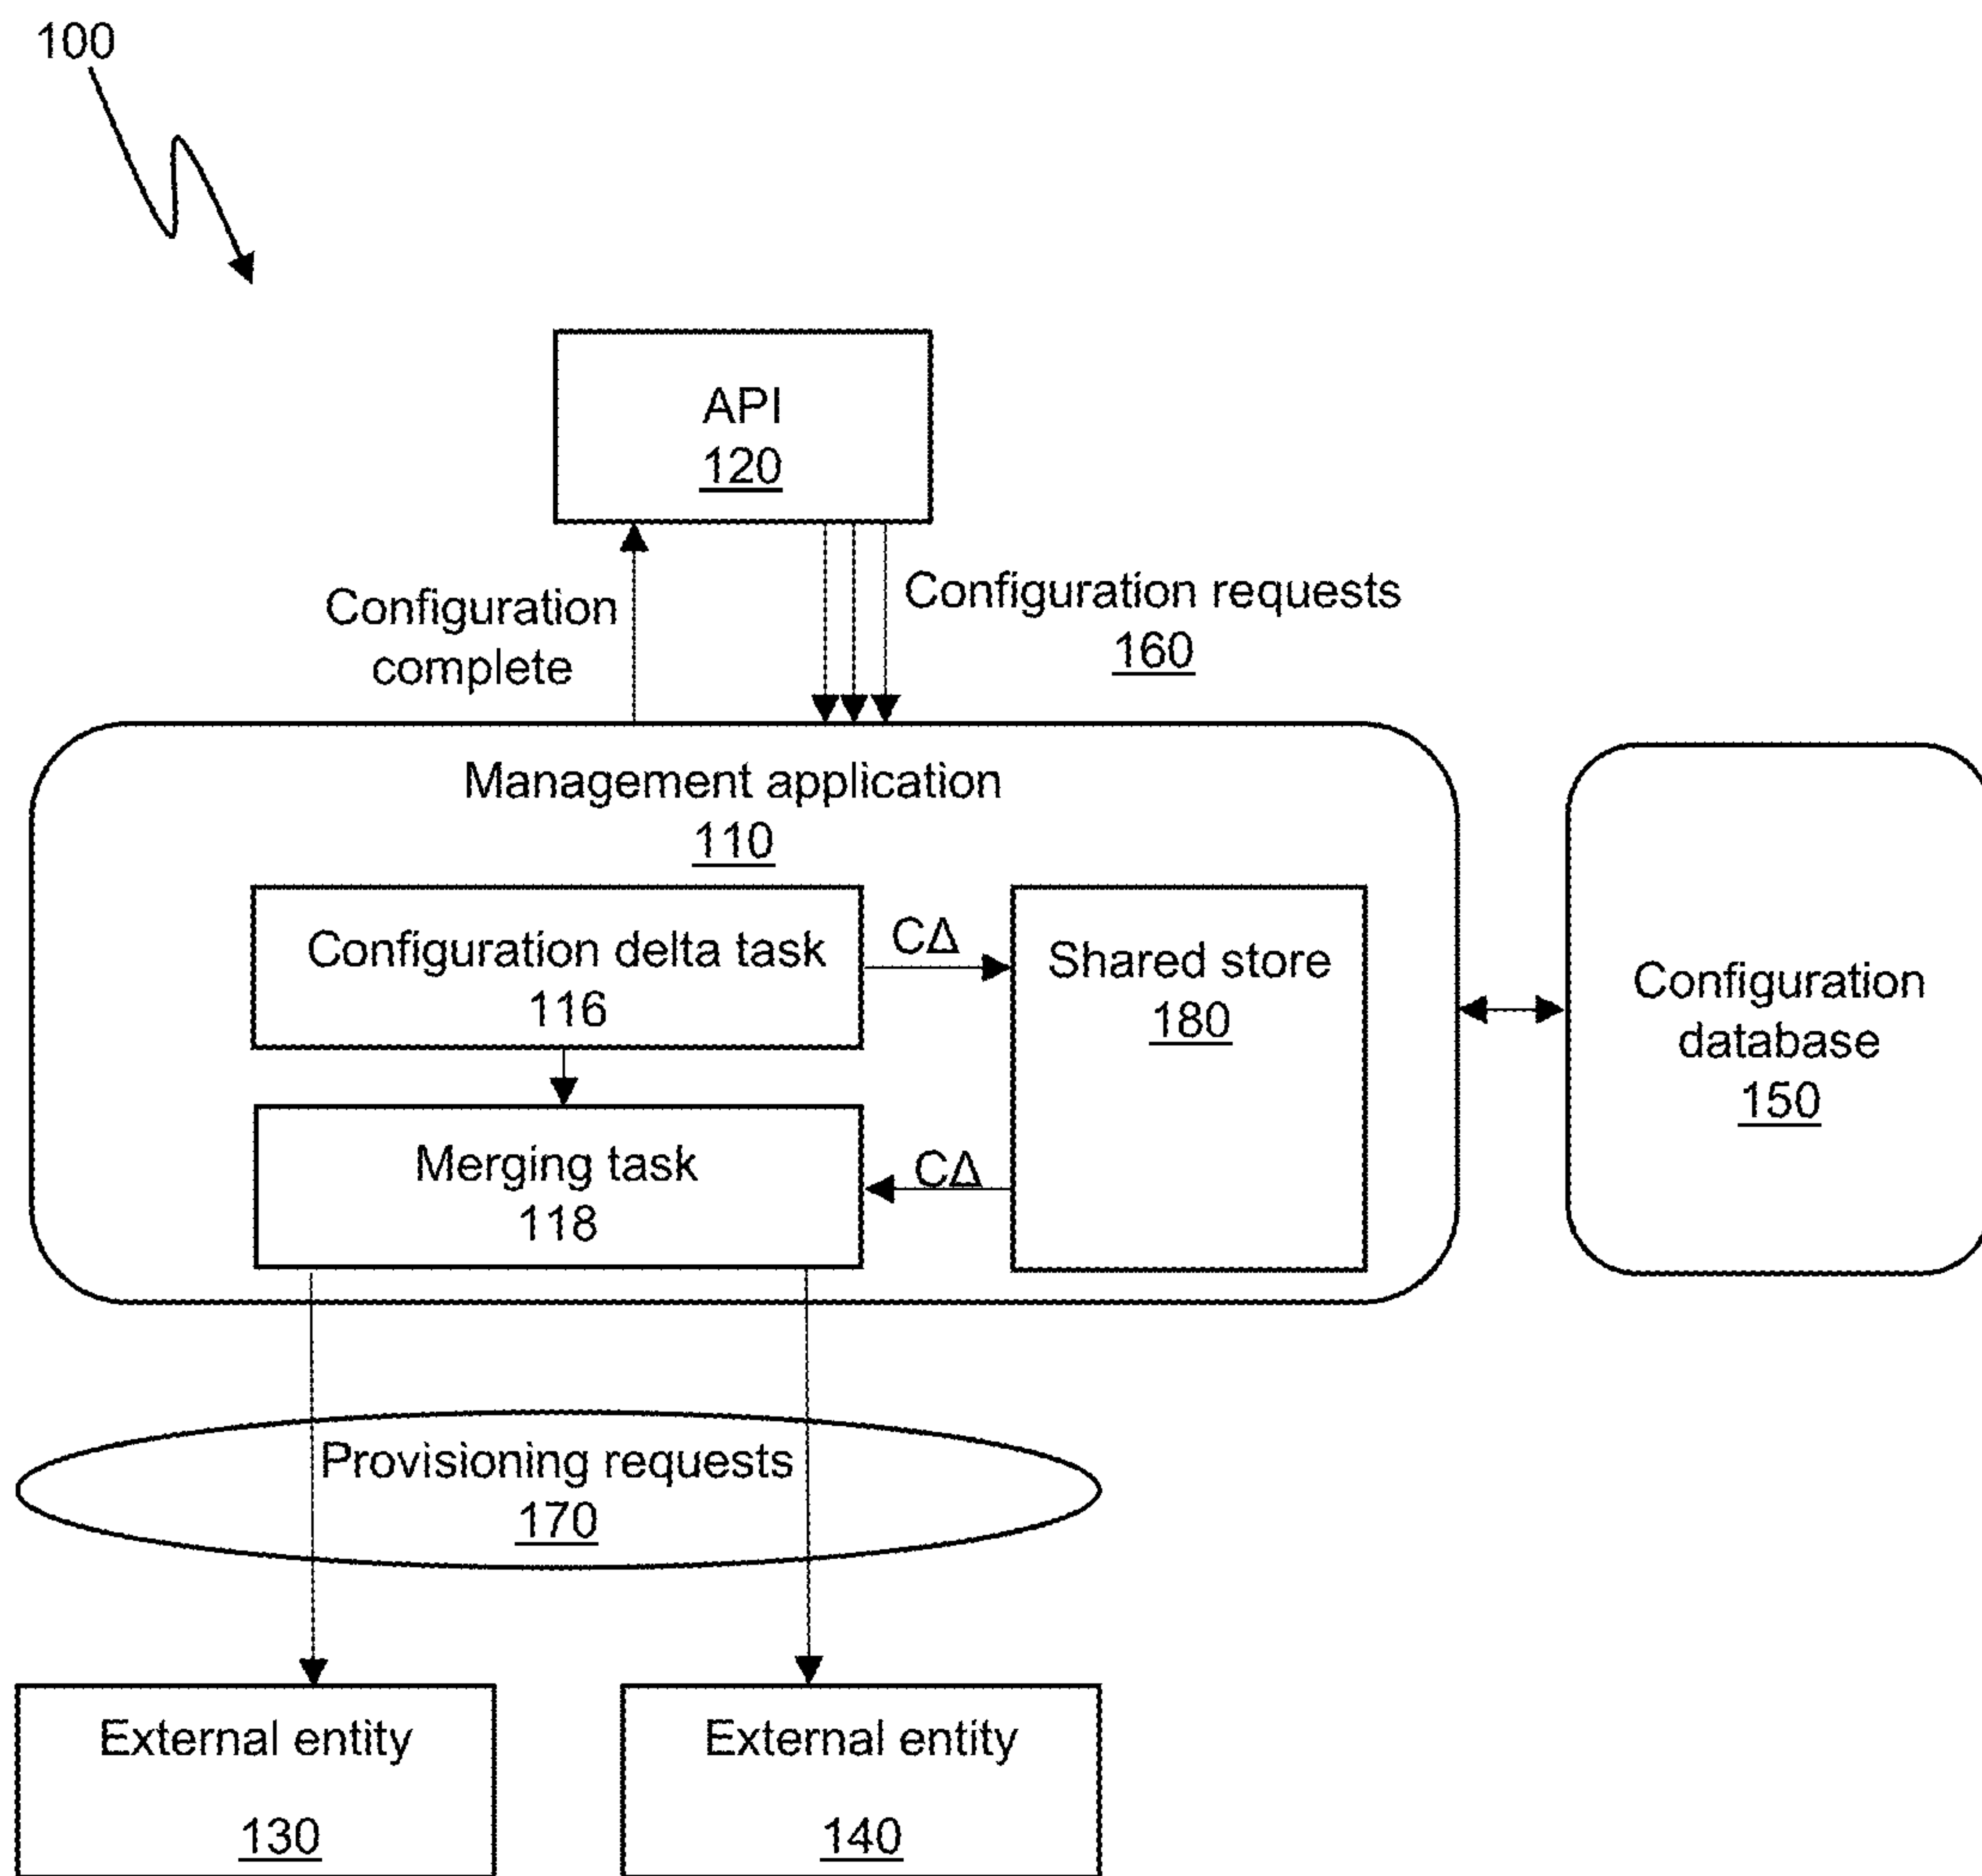 100
API
120
Configuration
complete
Configuration requests
160
Management application
110
Configuration delta task
116
CΔ
Shared store
180
Merging task
118
CΔ
Configuration
database
150
Provisioning requests
170
External entity
130
External entity
140